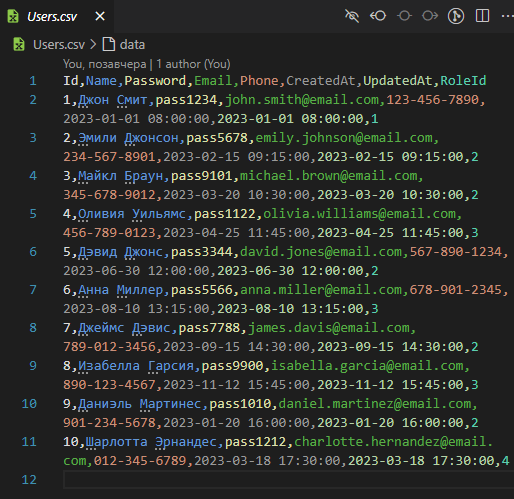 Users.csv
Users.csv > data
You, позавчера | 1 author (You)
1 Id,Name,Password,Email,Phone,CreatedAt,UpdatedAt,RoleId
2 1,Джон Смит,pass1234,john.smith@email.com,123-456-7890,
2023-01-01 08:00:00,2023-01-01 08:00:00,1
3 2,Эмили Джонсон,pass5678,emily.johnson@email.com,
234-567-8901,2023-02-15 09:15:00,2023-02-15 09:15:00,2
4 3,Майкл Браун,pass9101,michael.brown@email.com,
345-678-9012,2023-03-20 10:30:00,2023-03-20 10:30:00,2
5 4,Оливия Уильямс,pass1122,olivia.williams@email.com,
456-789-0123,2023-04-25 11:45:00,2023-04-25 11:45:00,3
6 5,Дэвид Джонс,pass3344,david.jones@email.com,567-890-1234,
2023-06-30 12:00:00,2023-06-30 12:00:00,2
7 6,Анна Миллер,pass5566,anna.miller@email.com,678-901-2345,
2023-08-10 13:15:00,2023-08-10 13:15:00,3
8 7,Джеймс Дэвис,pass7788,james.davis@email.com,
789-012-3456,2023-09-15 14:30:00,2023-09-15 14:30:00,2
9 8,Изабелла Гарсия,pass9900,isabella.garcia@email.com,
890-123-4567,2023-11-12 15:45:00,2023-11-12 15:45:00,3
10 9,Даниэль Мартинес,pass1010,daniel.martinez@email.com,
901-234-5678,2023-01-20 16:00:00,2023-01-20 16:00:00,2
11 10,Шарлотта Эрнандес,pass1212,charlotte.hernandez@email.
com,012-345-6789,2023-03-18 17:30:00,2023-03-18 17:30:00,4
12